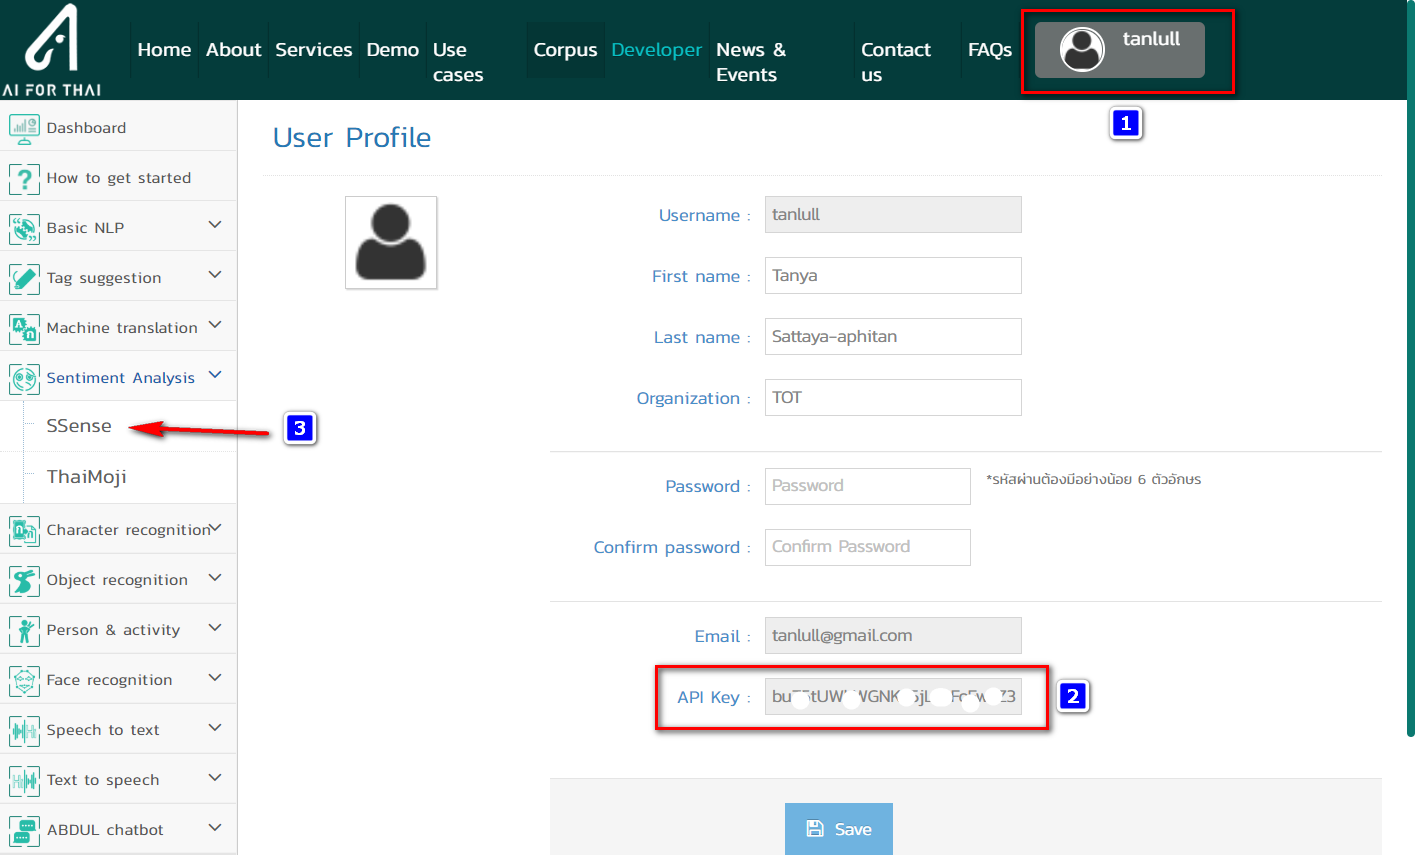 AI FOR THAI
Home About Services Demo Use cases Corpus Developer News & Events Contact us FAQs tanlull
1
Dashboard
How to get started
Basic NLP
Tag suggestion
Machine translation
Sentiment Analysis
SSense
3
ThaiMoji
Character recognition
Object recognition
Person & activity
Face recognition
Speech to text
Text to speech
ABDUL chatbot
User Profile
Username : tanlull
First name : Tanya
Last name : Sattaya-aphitan
Organization : TOT
Password : Password *รหัสผ่านต้องมีอย่างน้อย 6 ตัวอักษร
Confirm password : Confirm Password
Email : tanlull@gmail.com
API Key :
2
Save